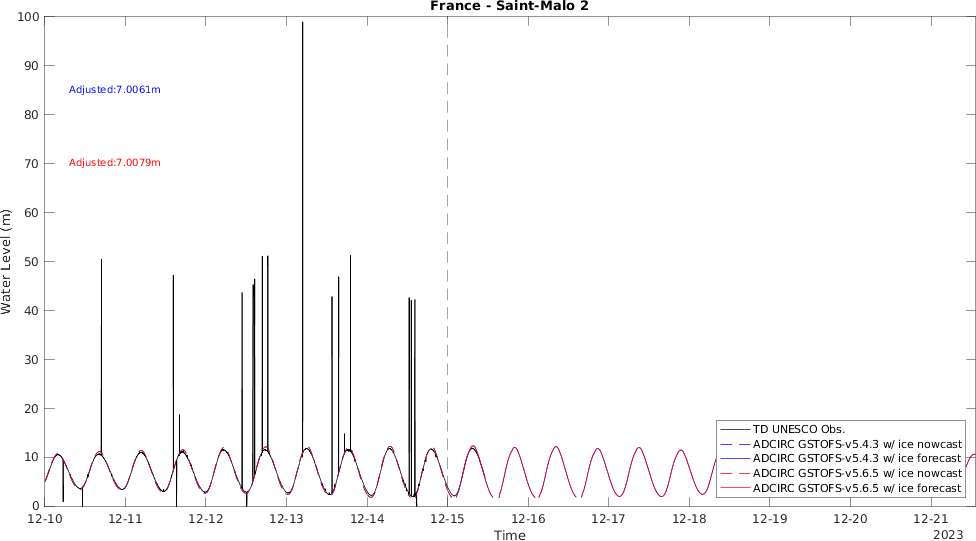 France - Saint-Malo 2
100
90
80
70
60
50
40
30
20
10
0
Water Level (m)
Adjusted:7.0061m
Adjusted:7.0079m
TD UNESCO Obs.
ADCIRC GSTOFS-v5.4.3 w/ ice nowcast
ADCIRC GSTOFS-v5.4.3 w/ ice forecast
ADCIRC GSTOFS-v5.6.5 w/ ice nowcast
ADCIRC GSTOFS-v5.6.5 w/ ice forecast
12-10 12-11 12-12 12-13 12-14 12-15 12-16 12-17 12-18 12-19 12-20 12-21
Time
2023